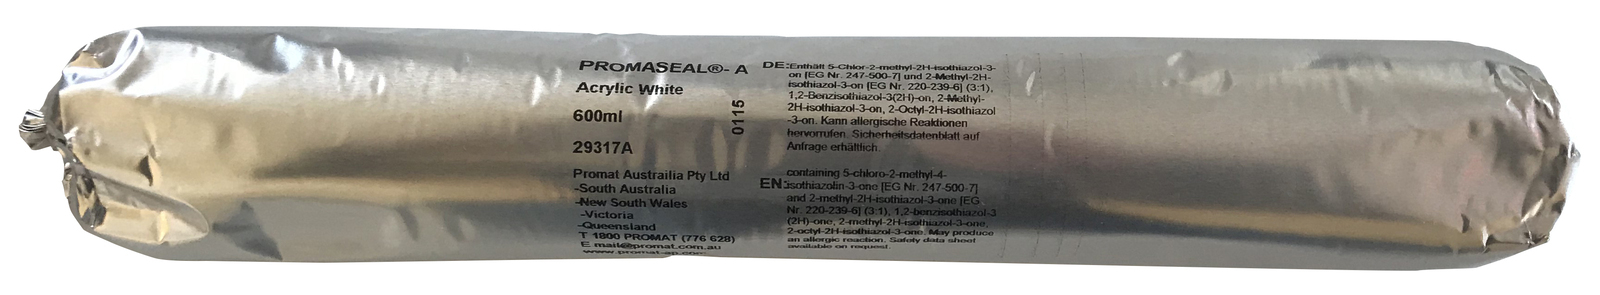 PROMASEAL®- A
Acrylic White
600ml
29317A
0115
Promat Austrailia Pty Ltd
-South Australia
-New South Wales
-Victoria
-Queensland
T 1800 PROMAT (776 628)
E mail@promat.com.au
www.promat-ap.com
DE:Enthält 5-Chlor-2-methyl-2H-isothiazol-3-
on [EG Nr. 247-500-7] und 2-Methyl-2H-
isothiazol-3-on [EG Nr. 220-239-6] (3:1),
1,2-Benzisothiazol-3(2H)-on, 2-Methyl-
2H-isothiazol-3-on, 2-Octyl-2H-isothiazol
-3-on. Kann allergische Reaktionen
hervorrufen. Sicherheitsdatenblatt auf
Anfrage erhältlich.
containing 5-chloro-2-methyl-4-
EN:isothiazolin-3-one [EG Nr. 247-500-7]
and 2-methyl-2H-isothiazol-3-one [EG
Nr. 220-239-6] (3:1), 1,2-benzisothiazol-3
(2H)-one, 2-methyl-2H-isothiazol-3-one,
2-octyl-2H-isothiazol-3-one. May produce
an allergic reaction. Safety data sheet
available on request.